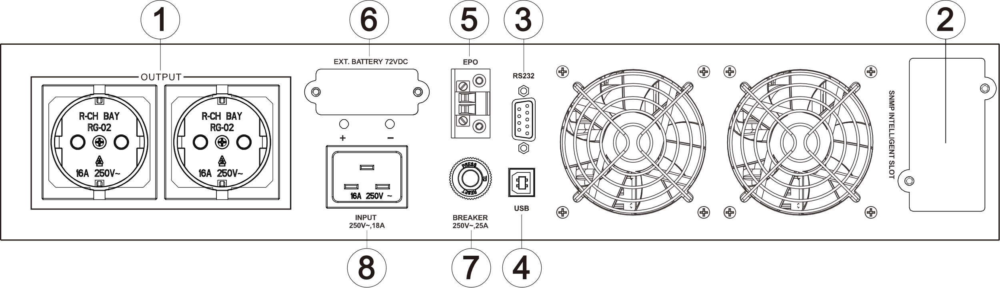 1
6
5
3
2
EXT. BATTERY 72VDC
EPO
RS232
OUTPUT
R-CH BAY
RG-02
16A 250V~
R-CH BAY
RG-02
16A 250V~
+
−
16A 250V ~
PRESS
TO
RESET
SNMP INTELLIGENT SLOT
USB
INPUT
250V~,18A
BREAKER
250V~,25A
8
7
4